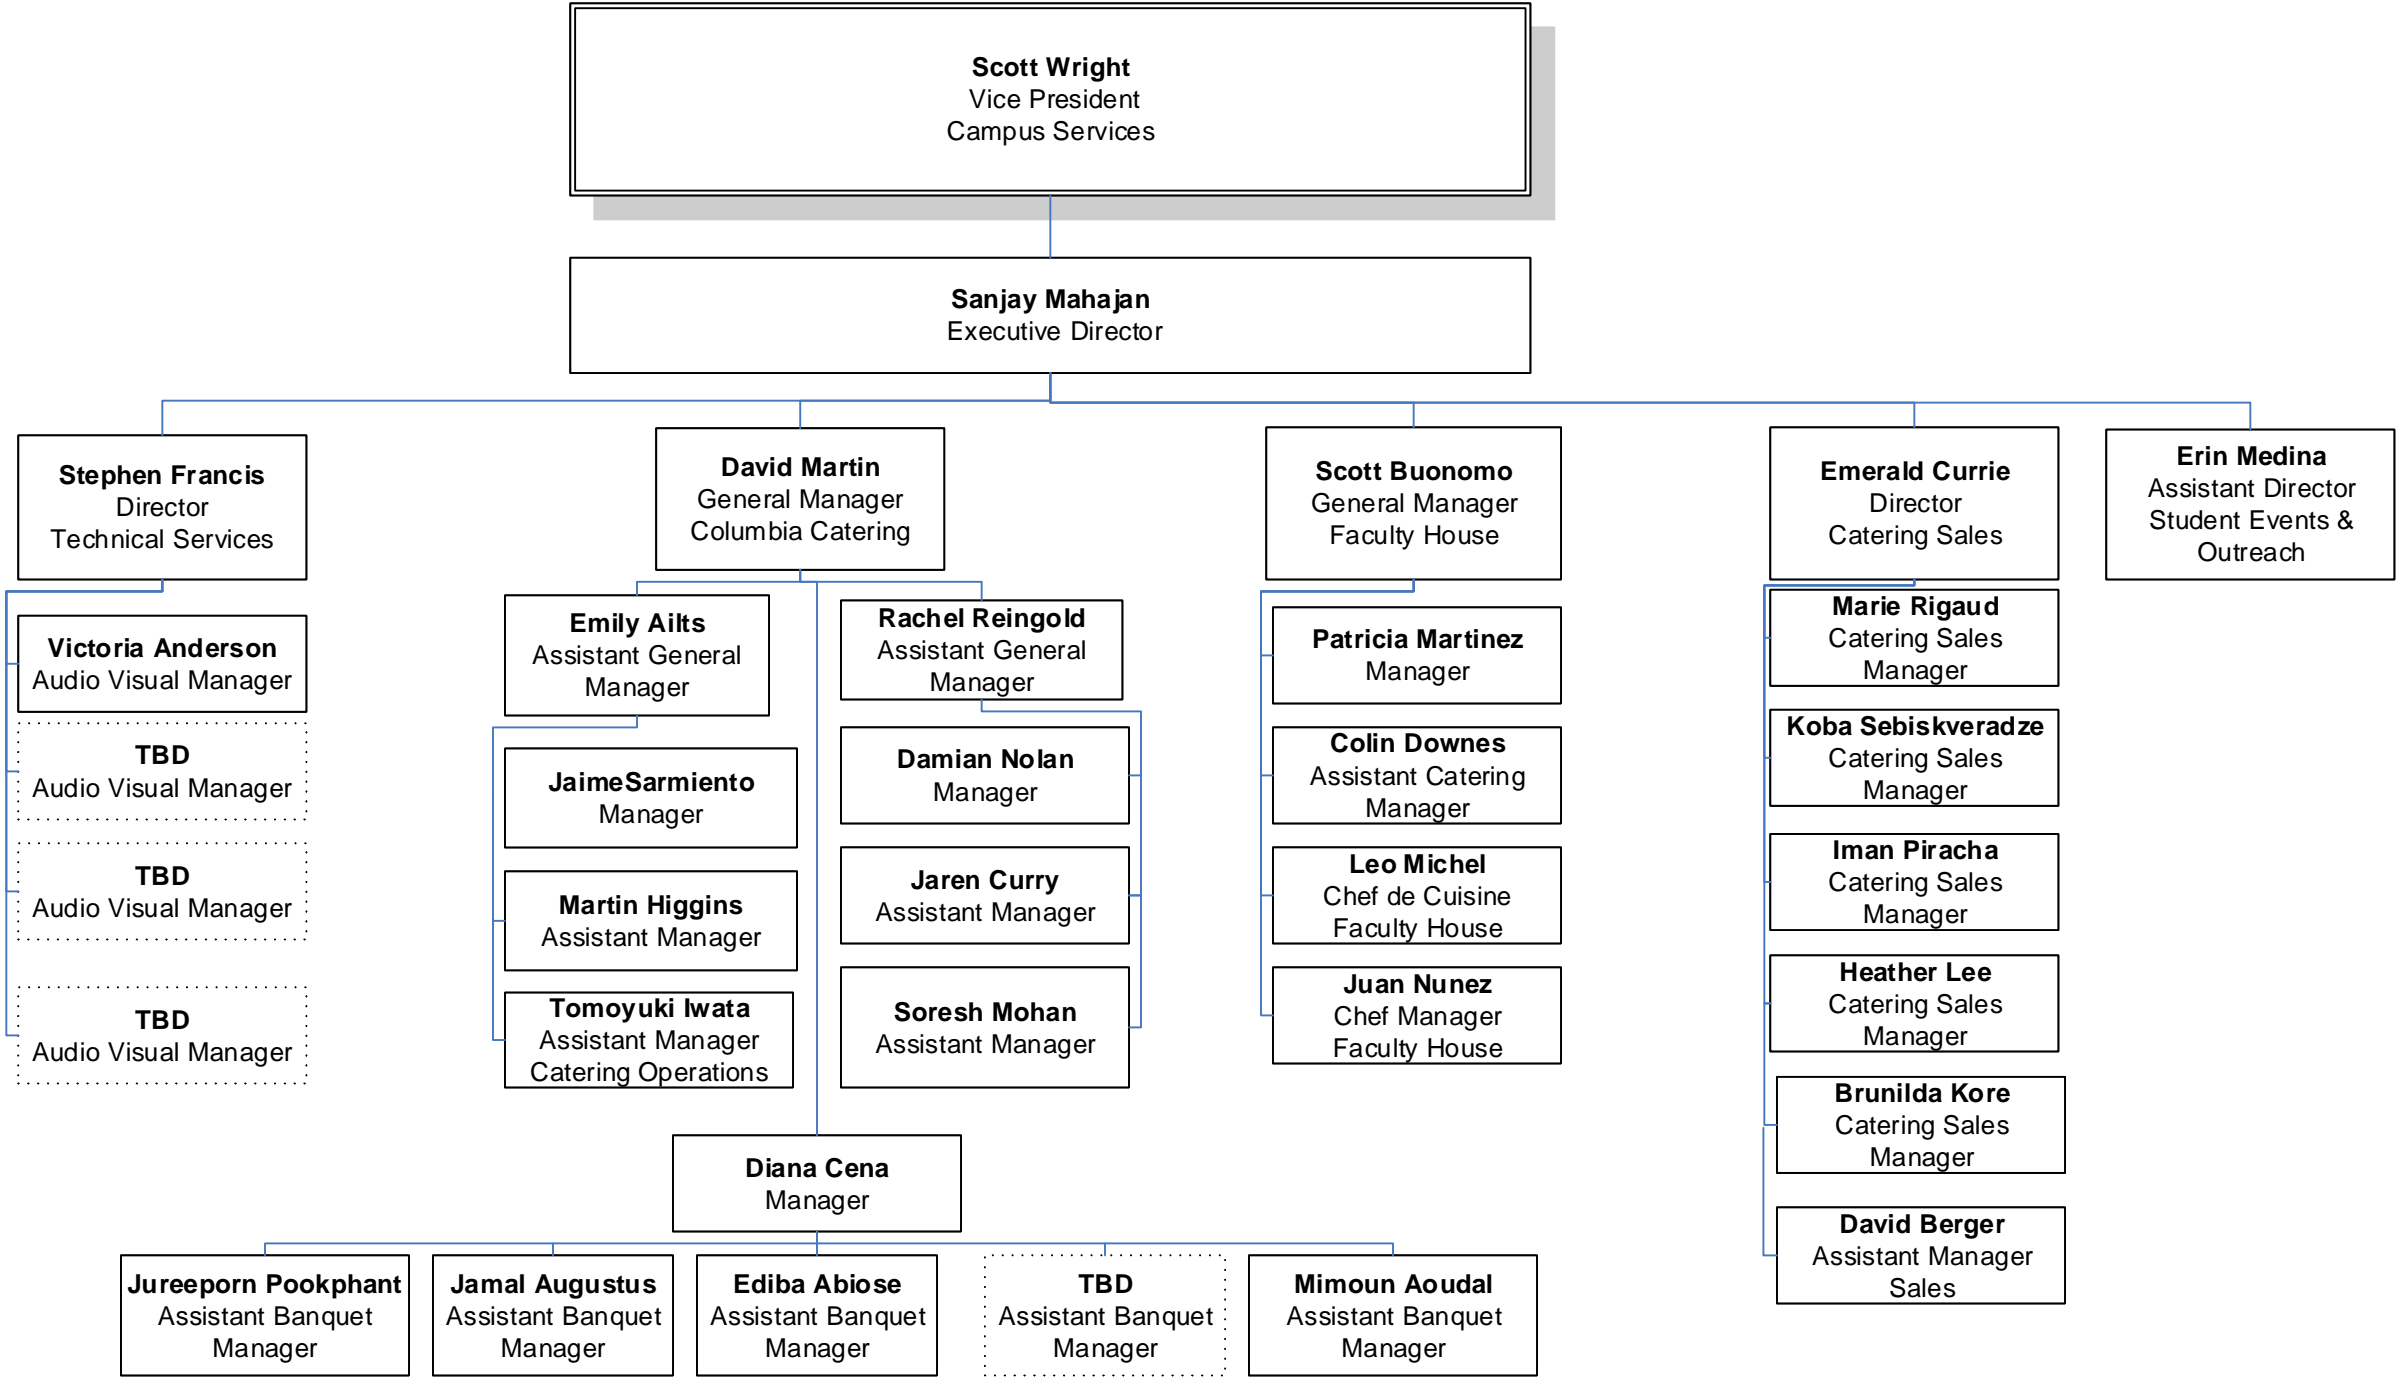 Scott Wright
Vice President
Campus Services
Sanjay Mahajan
Executive Director
Stephen Francis
Director
Technical Services
David Martin
General Manager
Columbia Catering
Scott Buonomo
General Manager
Faculty House
Emerald Currie
Director
Catering Sales
Erin Medina
Assistant Director
Student Events &
Outreach
Victoria Anderson
Audio Visual Manager
TBD
Audio Visual Manager
TBD
Audio Visual Manager
TBD
Audio Visual Manager
Emily Ailts
Assistant General
Manager
JaimeSarmiento
Manager
Martin Higgins
Assistant Manager
Tomoyuki Iwata
Assistant Manager
Catering Operations
Rachel Reingold
Assistant General
Manager
Damian Nolan
Manager
Jaren Curry
Assistant Manager
Soresh Mohan
Assistant Manager
Patricia Martinez
Manager
Colin Downes
Assistant Catering
Manager
Leo Michel
Chef de Cuisine
Faculty House
Juan Nunez
Chef Manager
Faculty House
Marie Rigaud
Catering Sales
Manager
Koba Sebiskveradze
Catering Sales
Manager
Iman Piracha
Catering Sales
Manager
Heather Lee
Catering Sales
Manager
Brunilda Kore
Catering Sales
Manager
David Berger
Assistant Manager
Sales
Diana Cena
Manager
Jureeporn Pookphant
Assistant Banquet
Manager
Jamal Augustus
Assistant Banquet
Manager
Ediba Abiose
Assistant Banquet
Manager
TBD
Assistant Banquet
Manager
Mimoun Aoudal
Assistant Banquet
Manager